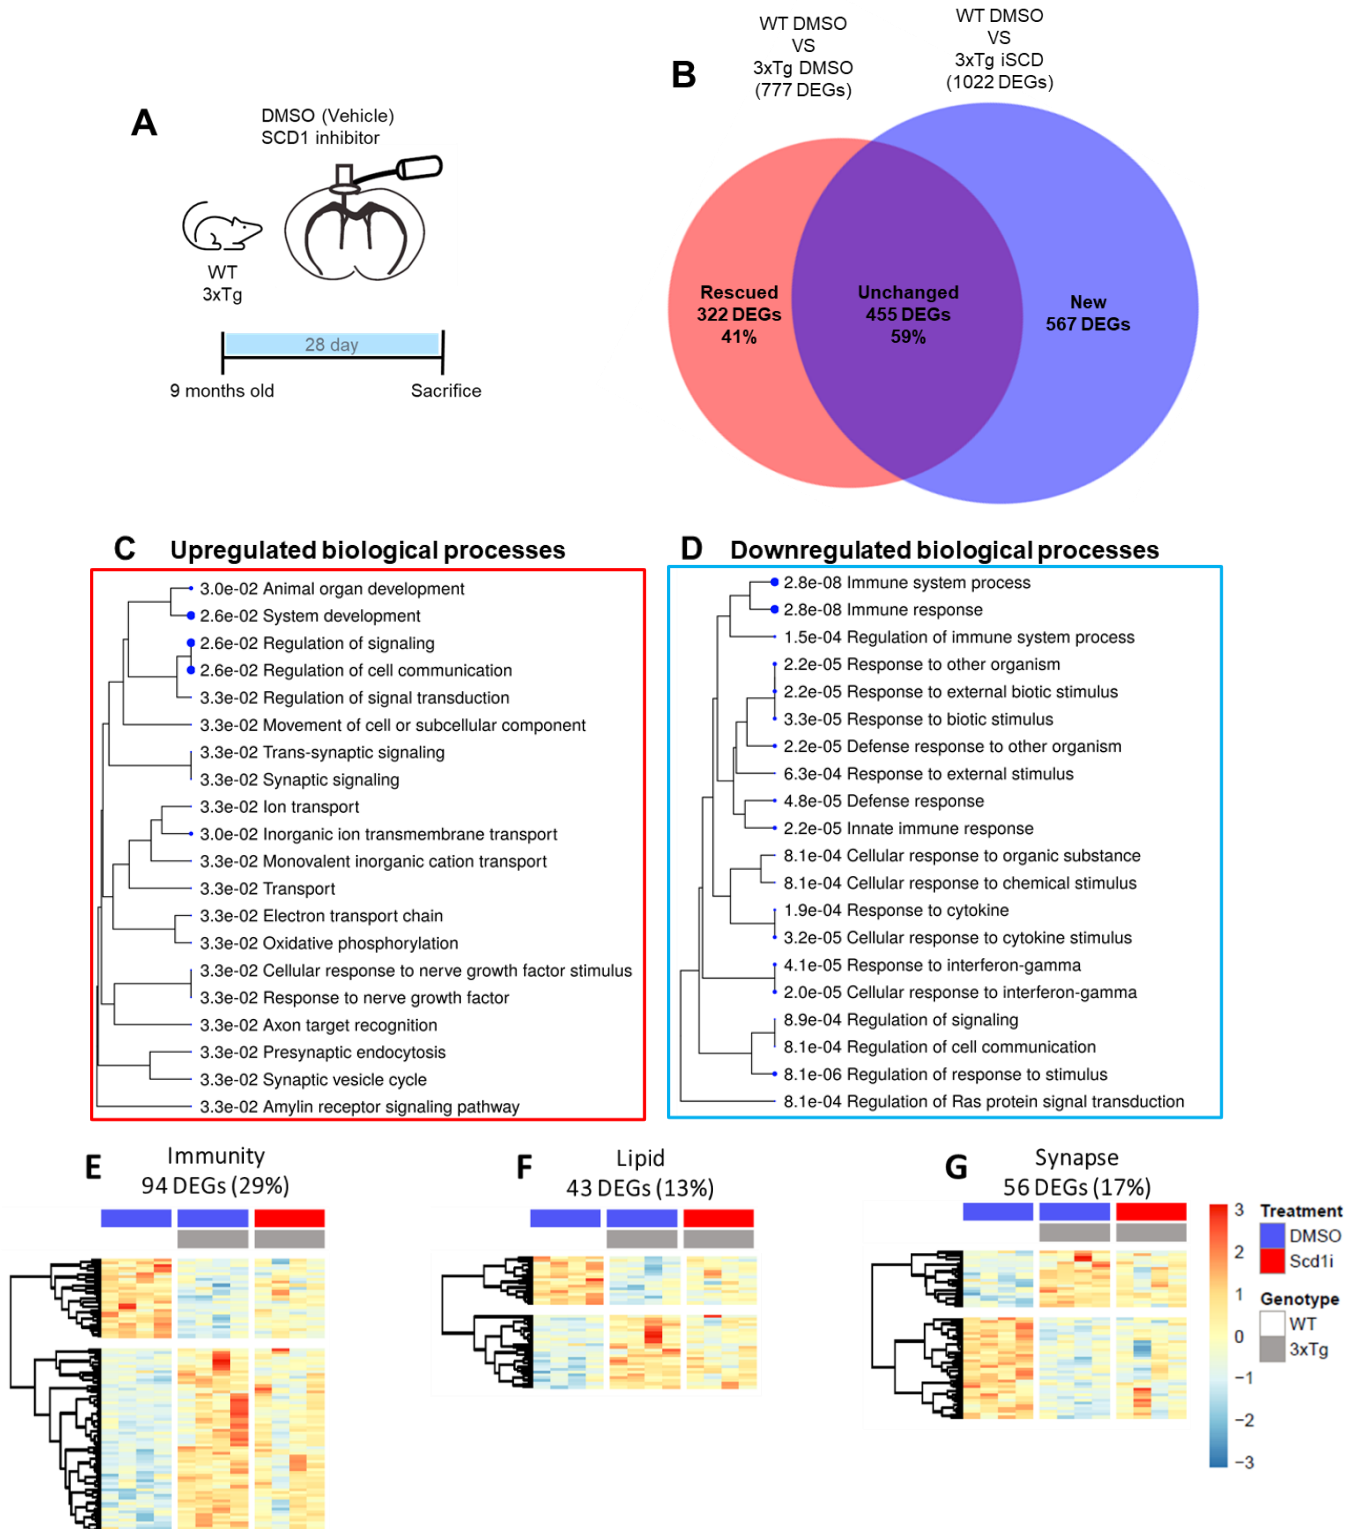 A
DMSO (Vehicle)
SCD1 inhibitor
WT
3xTg
28 day
9 months old
Sacrifice
B
WT DMSO
VS
3xTg DMSO
(777 DEGs)
WT DMSO
VS
3xTg iSCD
(1022 DEGs)
Rescued
322 DEGs
41%
Unchanged
455 DEGs
59%
New
567 DEGs
C Upregulated biological processes
3.0e-02 Animal organ development
2.6e-02 System development
2.6e-02 Regulation of signaling
2.6e-02 Regulation of cell communication
3.3e-02 Regulation of signal transduction
3.3e-02 Movement of cell or subcellular component
3.3e-02 Trans-synaptic signaling
3.3e-02 Synaptic signaling
3.3e-02 Ion transport
3.0e-02 Inorganic ion transmembrane transport
3.3e-02 Monovalent inorganic cation transport
3.3e-02 Transport
3.3e-02 Electron transport chain
3.3e-02 Oxidative phosphorylation
3.3e-02 Cellular response to nerve growth factor stimulus
3.3e-02 Response to nerve growth factor
3.3e-02 Axon target recognition
3.3e-02 Presynaptic endocytosis
3.3e-02 Synaptic vesicle cycle
3.3e-02 Amylin receptor signaling pathway
D Downregulated biological processes
2.8e-08 Immune system process
2.8e-08 Immune response
1.5e-04 Regulation of immune system process
2.2e-05 Response to other organism
2.2e-05 Response to external biotic stimulus
3.3e-05 Response to biotic stimulus
2.2e-05 Defense response to other organism
6.3e-04 Response to external stimulus
4.8e-05 Defense response
2.2e-05 Innate immune response
8.1e-04 Cellular response to organic substance
8.1e-04 Cellular response to chemical stimulus
1.9e-04 Response to cytokine
3.2e-05 Cellular response to cytokine stimulus
4.1e-05 Response to interferon-gamma
2.0e-05 Cellular response to interferon-gamma
8.9e-04 Regulation of signaling
8.1e-04 Regulation of cell communication
8.1e-06 Regulation of response to stimulus
8.1e-04 Regulation of Ras protein signal transduction
E
Immunity
94 DEGs (29%)
F
Lipid
43 DEGs (13%)
G
Synapse
56 DEGs (17%)
3
2
1
0
−1
−2
−3
Treatment
DMSO
Scd1i
Genotype
WT
3xTg